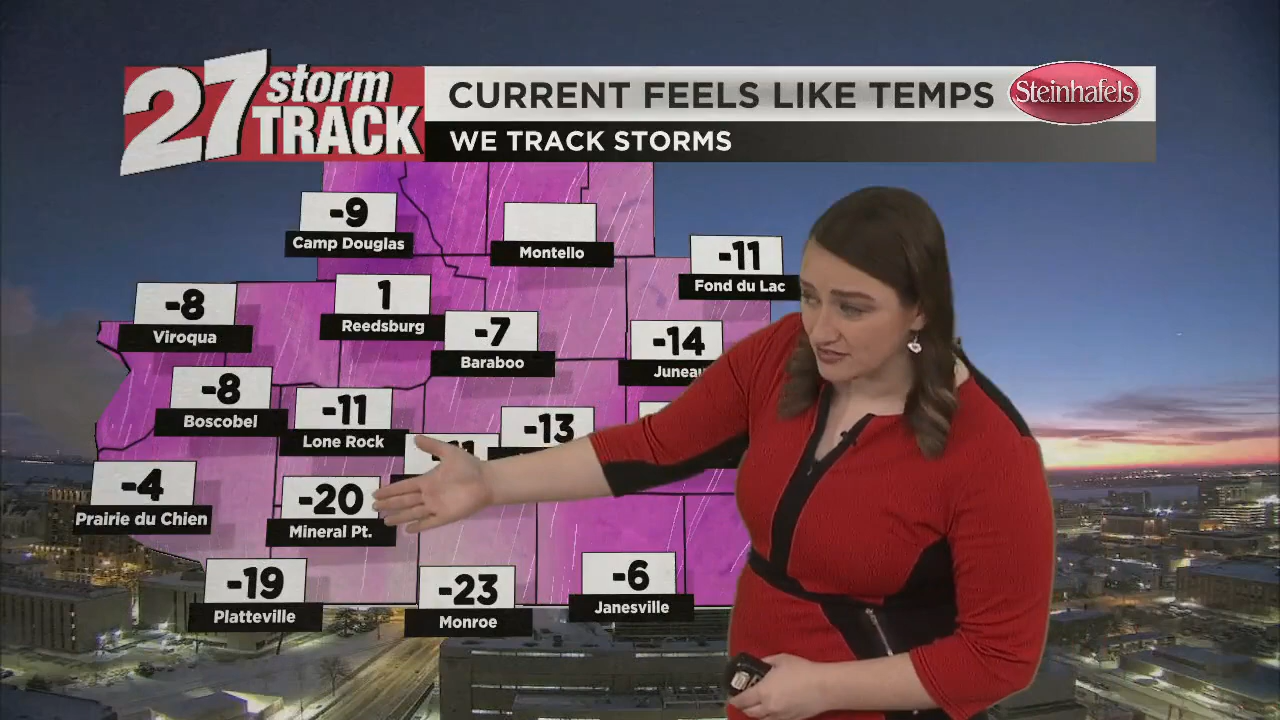 27 storm TRACK
CURRENT FEELS LIKE TEMPS
Steinhafels
WE TRACK STORMS
-9
Camp Douglas
Montello
-11
Fond du Lac
-8
Viroqua
1
Reedsburg
-7
Baraboo
-14
Juneau
-8
Boscobel
-11
Lone Rock
-13
-4
Prairie du Chien
-20
Mineral Pt.
-19
Platteville
-23
Monroe
-6
Janesville